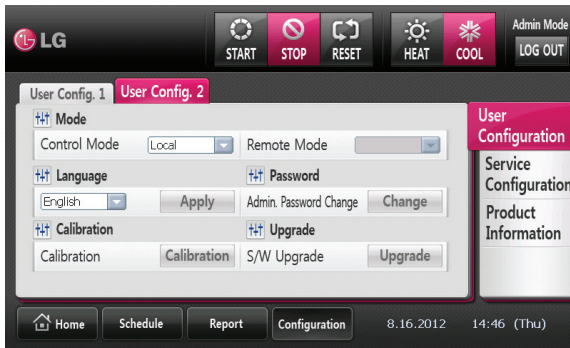 LG
START
STOP
RESET
HEAT
COOL
Admin Mode
LOG OUT
User Config. 1
User Config. 2
Mode
Control Mode
Local
Remote Mode
Language
Password
English
Apply
Admin. Password Change
Change
Calibration
Upgrade
Calibration
Calibration
S/W Upgrade
Upgrade
User
Configuration
Service
Configuration
Product
Information
Home
Schedule
Report
Configuration
8.16.2012
14:46 (Thu)